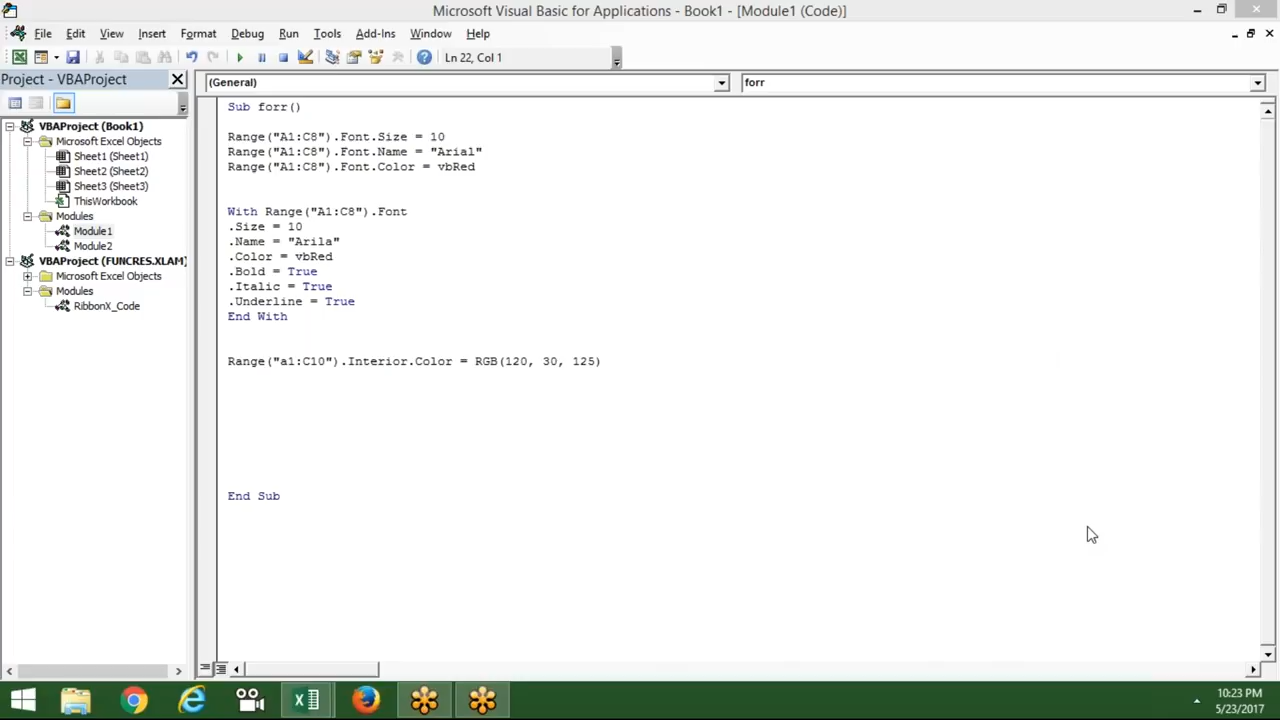 Microsoft Visual Basic for Applications - Book1 - [Module1 (Code)]
File Edit View Insert Format Debug Run Tools Add-Ins Window Help
Ln 22, Col 1
Project - VBAProject
(General) forr
VBAProject (Book1)
Microsoft Excel Objects
Sheet1 (Sheet1)
Sheet2 (Sheet2)
Sheet3 (Sheet3)
ThisWorkbook
Modules
Module1
Module2
VBAProject (FUNCRES.XLAM)
Microsoft Excel Objects
Modules
RibbonX_Code
Sub forr()
Range("A1:C8").Font.Size = 10
Range("A1:C8").Font.Name = "Arial"
Range("A1:C8").Font.Color = vbRed
With Range("A1:C8").Font
.Size = 10
.Name = "Arila"
.Color = vbRed
.Bold = True
.Italic = True
.Underline = True
End With
Range("a1:C10").Interior.Color = RGB(120, 30, 125)
End Sub
10:23 PM
5/23/2017